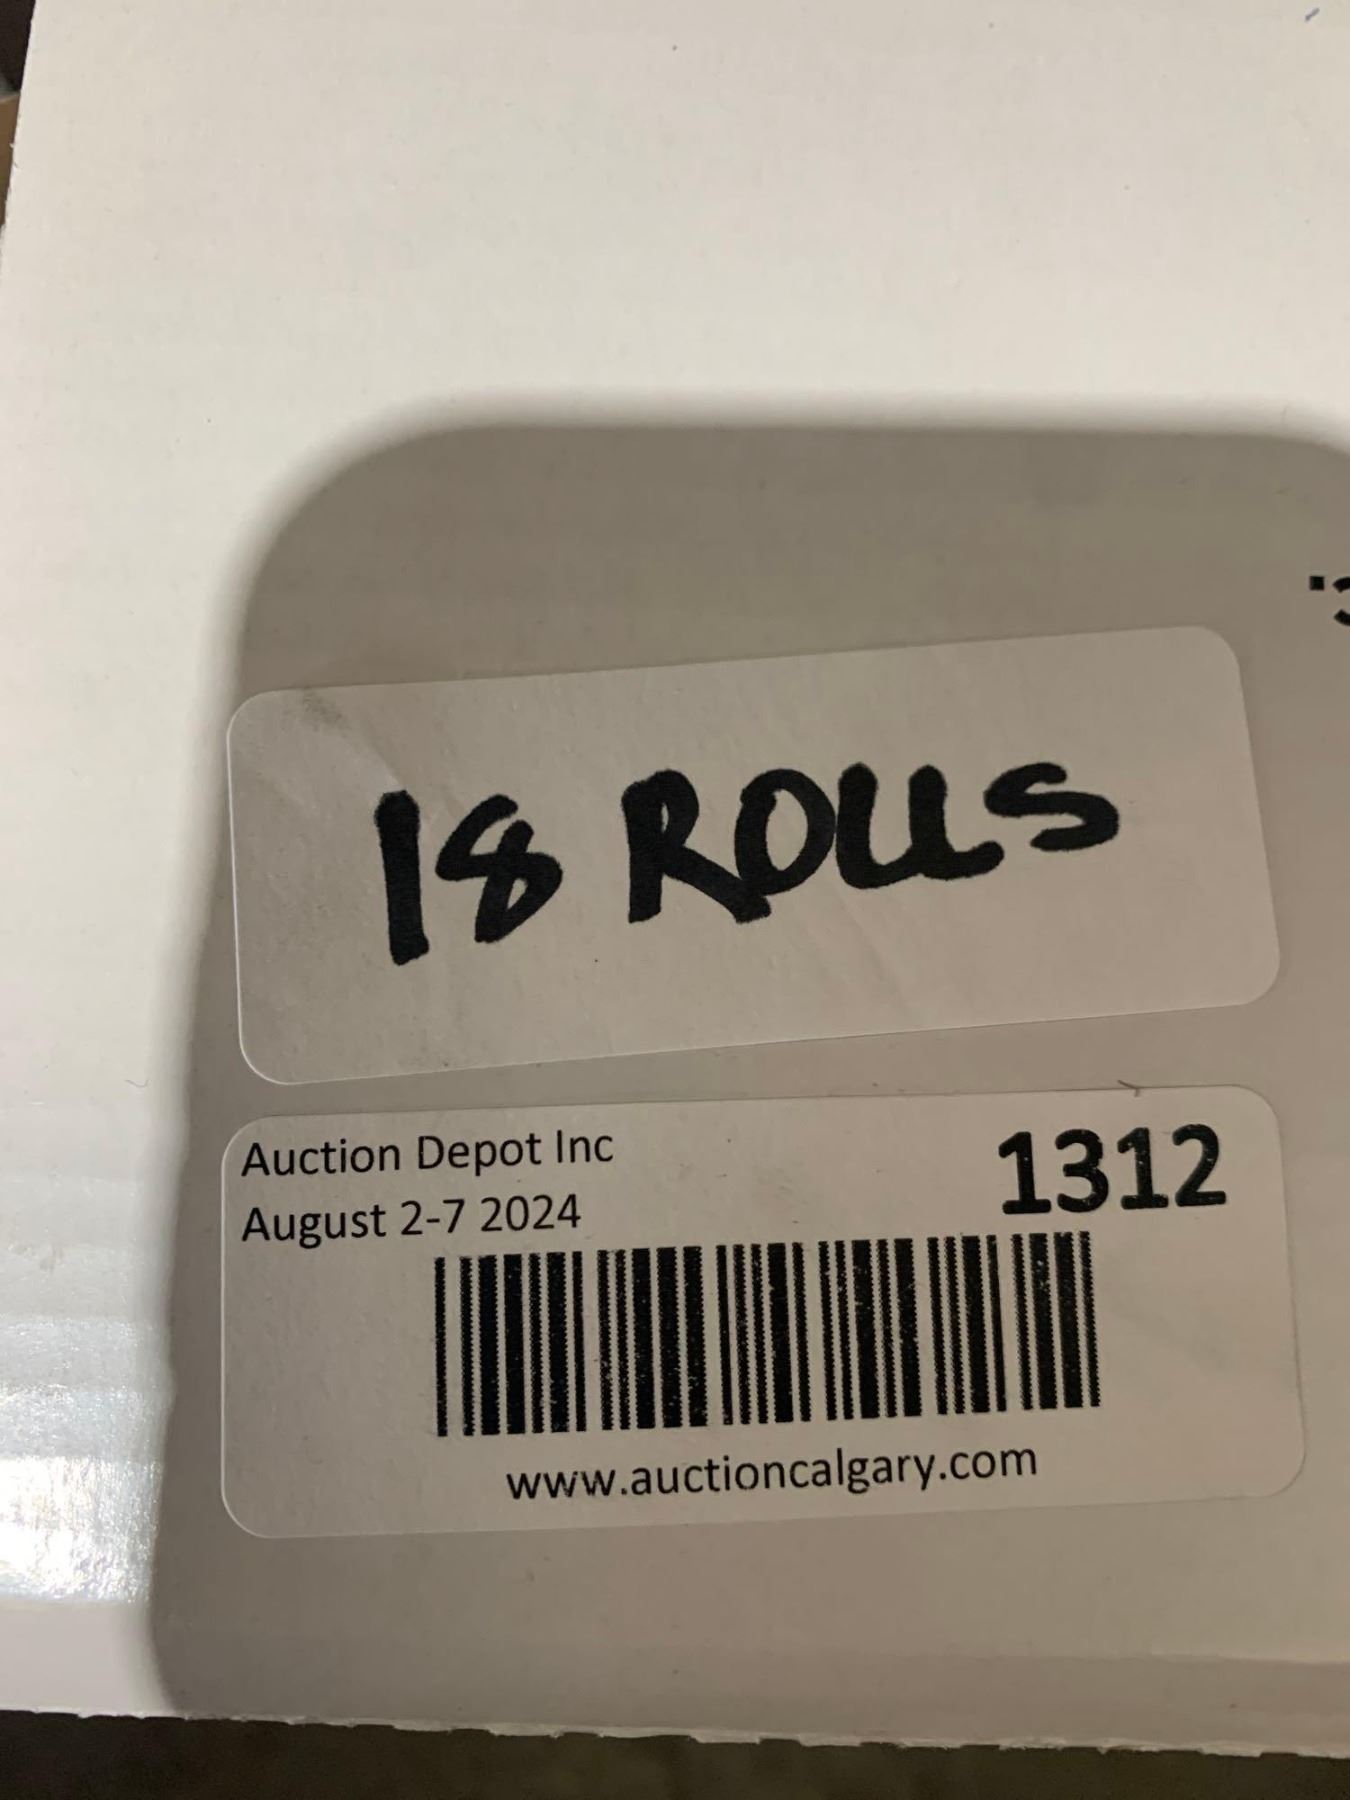 18 ROLLS
Auction Depot Inc
1312
August 2-7 2024
www.auctioncalgary.com